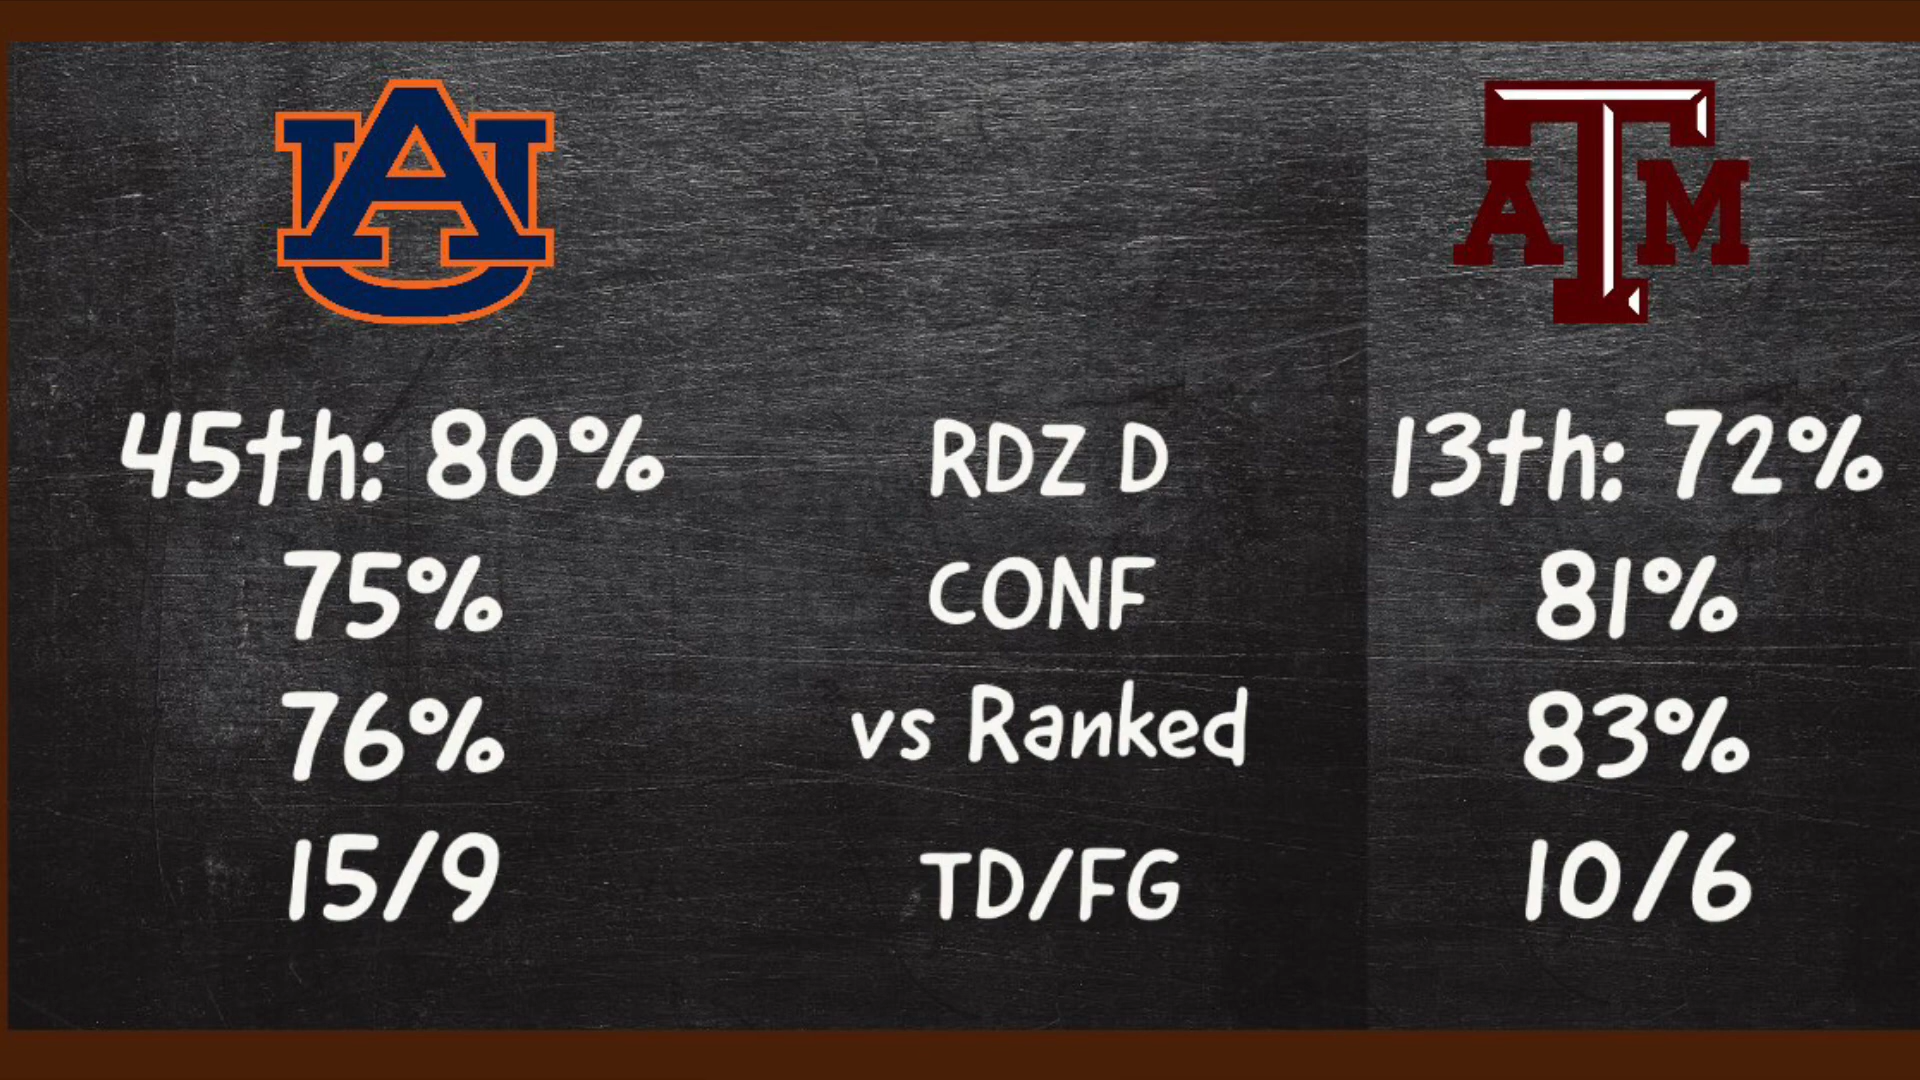 AU
ATM
45th: 80% RDZ D 13th: 72%
75% CONF 81%
76% vs Ranked 83%
15/9 TD/FG 10/6